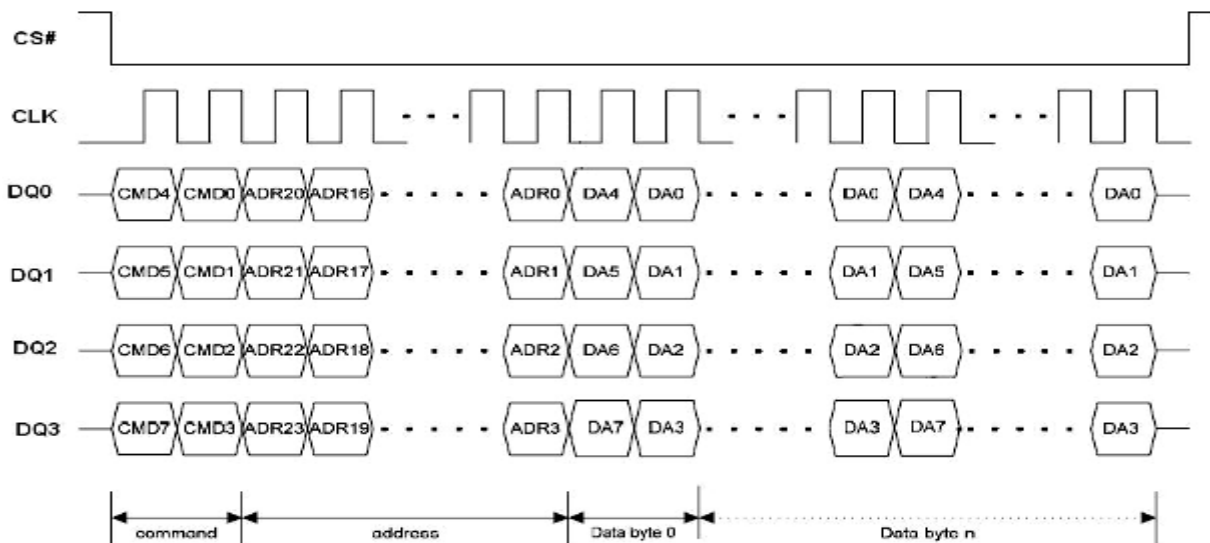 CS#
CLK
DQ0 CMD4 CMD0 ADR20 ADR16 ADR0 DA4 DA0 DA0 DA4 DA0
DQ1 CMD5 CMD1 ADR21 ADR17 ADR1 DA5 DA1 DA1 DA5 DA1
DQ2 CMD6 CMD2 ADR22 ADR18 ADR2 DA6 DA2 DA2 DA6 DA2
DQ3 CMD7 CMD3 ADR23 ADR19 ADR3 DA7 DA3 DA3 DA7 DA3
command address Data byte 0 Data byte n